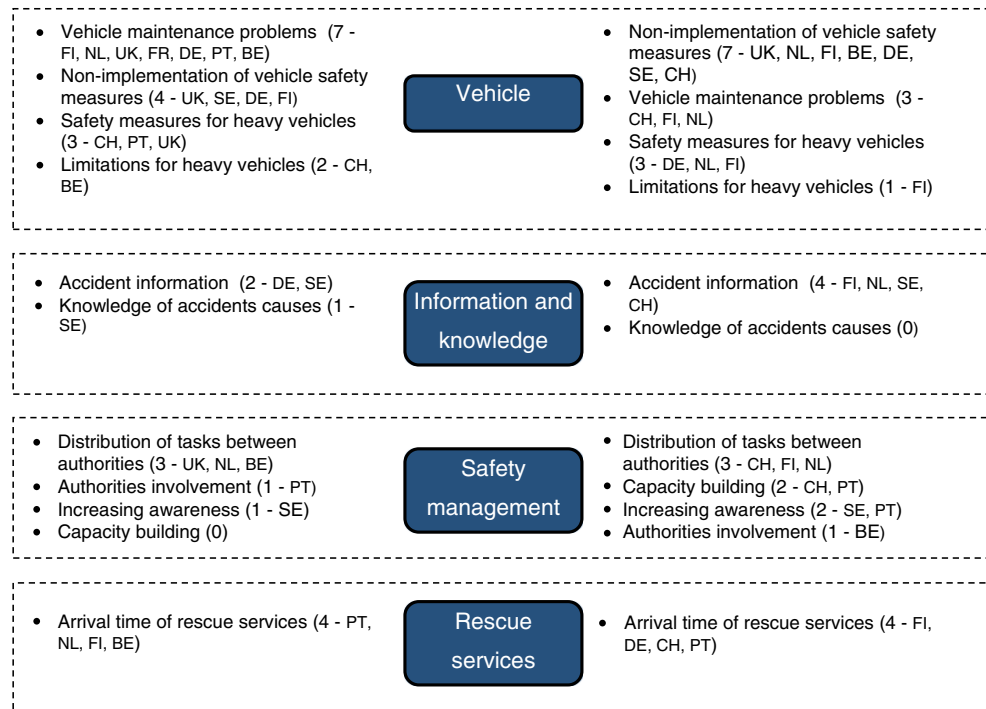 • Vehicle maintenance problems (7 -
FI, NL, UK, FR, DE, PT, BE)
• Non-implementation of vehicle safety
measures (4 - UK, SE, DE, FI)
• Safety measures for heavy vehicles
(3 - CH, PT, UK)
• Limitations for heavy vehicles (2 - CH,
BE)
Vehicle
• Non-implementation of vehicle safety
measures (7 - UK, NL, FI, BE, DE,
SE, CH)
• Vehicle maintenance problems (3 -
CH, FI, NL)
• Safety measures for heavy vehicles
(3 - DE, NL, FI)
• Limitations for heavy vehicles (1 - FI)
• Accident information (2 - DE, SE)
• Knowledge of accidents causes (1 -
SE)
Information and
knowledge
• Accident information (4 - FI, NL, SE,
CH)
• Knowledge of accidents causes (0)
• Distribution of tasks between
authorities (3 - UK, NL, BE)
• Authorities involvement (1 - PT)
• Increasing awareness (1 - SE)
• Capacity building (0)
Safety
management
• Distribution of tasks between
authorities (3 - CH, FI, NL)
• Capacity building (2 - CH, PT)
• Increasing awareness (2 - SE, PT)
• Authorities involvement (1 - BE)
• Arrival time of rescue services (4 - PT,
NL, FI, BE)
Rescue
services
• Arrival time of rescue services (4 - FI,
DE, CH, PT)